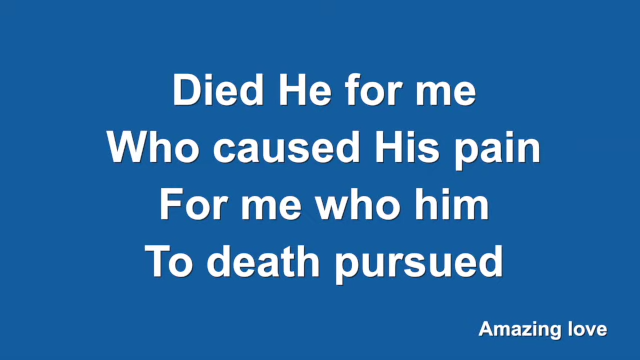 Died He for me
Who caused His pain
For me who him
To death pursued
Amazing love